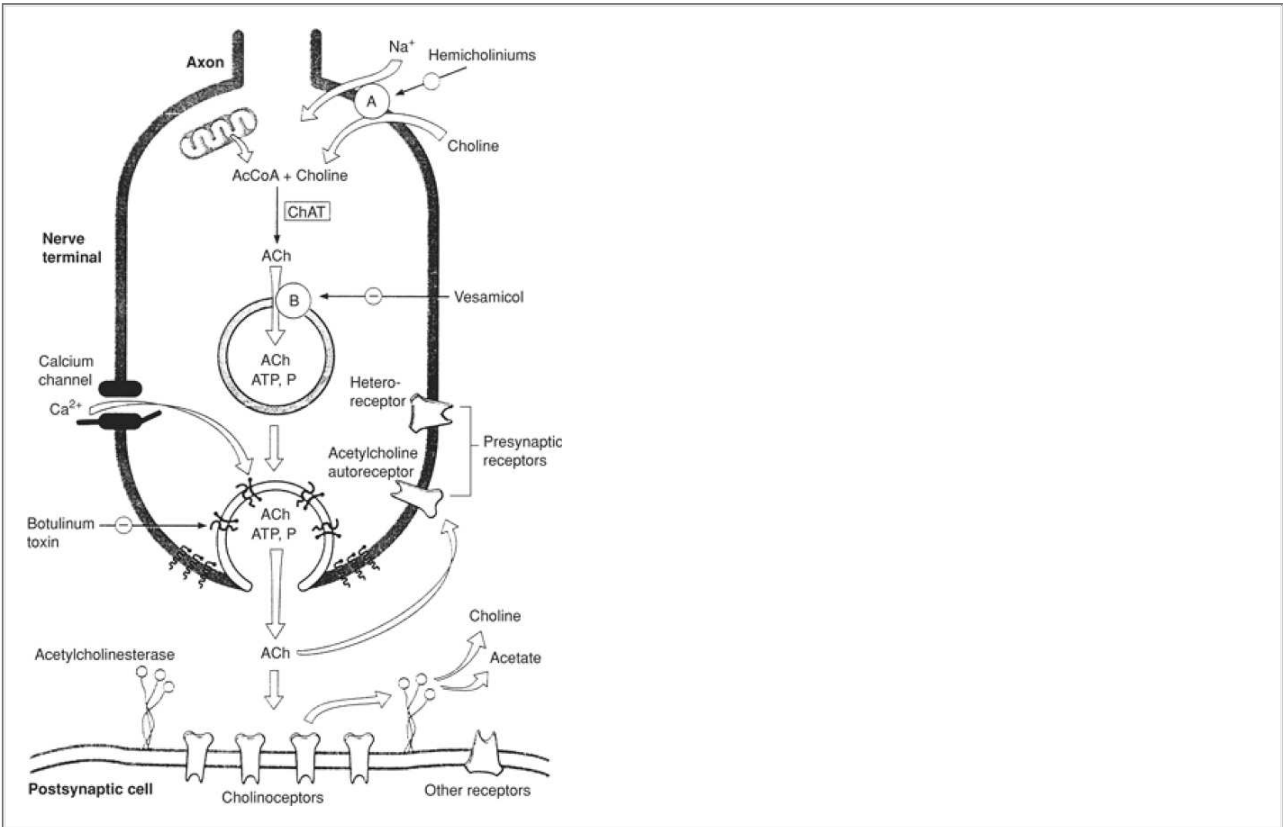 Na⁺
Hemicoliniums
Axon
A
Choline
AcCoA + Choline
ChAT
Nerve
terminal
ACh
B
−
Vesamicol
ACh
ATP, P
Calcium
channel
Ca²⁺
Hetero-
receptor
Acetylcholine
autoreceptor
Presynaptic
receptors
ACh
ATP, P
Botulinum
toxin
−
Choline
ACh
Acetate
Acetylcholinesterase
Postsynaptic cell
Cholinoceptors
Other receptors